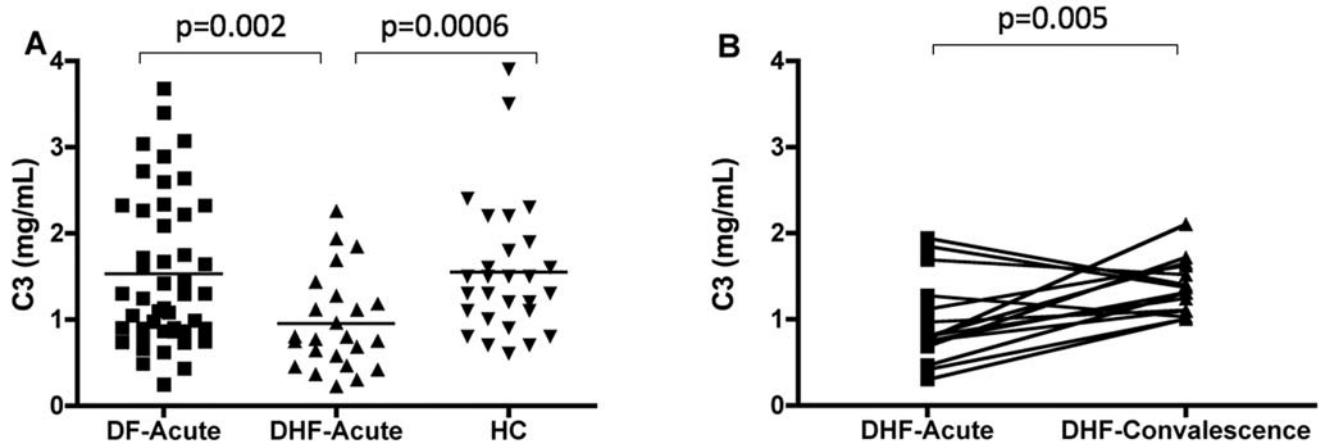 A
p=0.002
p=0.0006
4
3
2
1
0
C3 (mg/mL)
DF-Acute
DHF-Acute
HC
B
p=0.005
4
3
2
1
0
C3 (mg/mL)
DHF-Acute
DHF-Convalescence